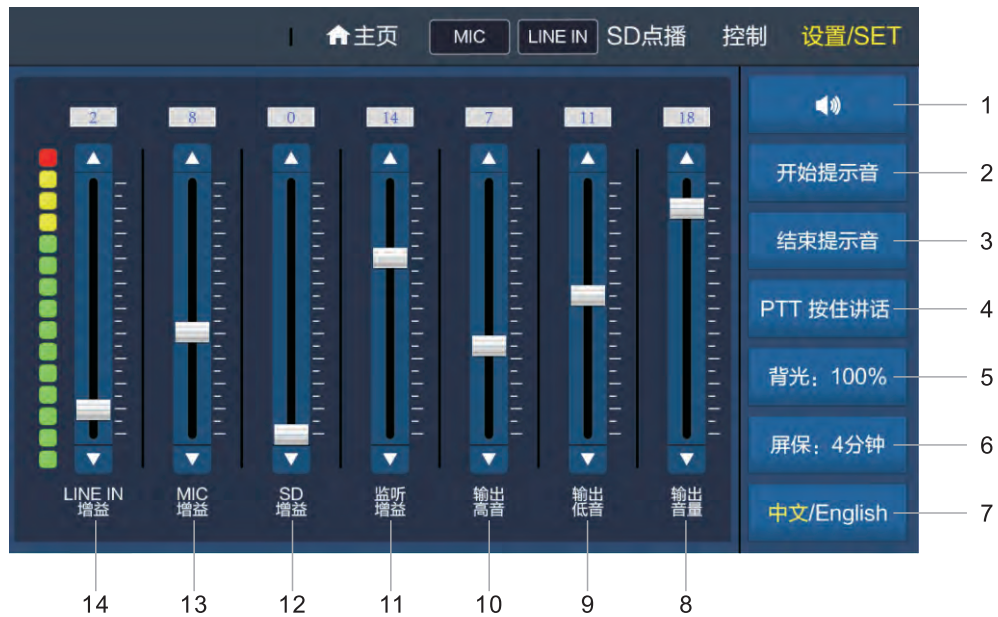 主页 MIC LINE IN SD点播 控制 设置/SET
2 8 0 14 7 11 18
1
开始提示音 2
结束提示音 3
PTT 按住讲话 4
背光：100% 5
屏保：4分钟 6
中文/English 7
LINE IN 增益
MIC 增益
SD 增益
监听 增益
输出 高音
输出 低音
输出 音量
14 13 12 11 10 9 8